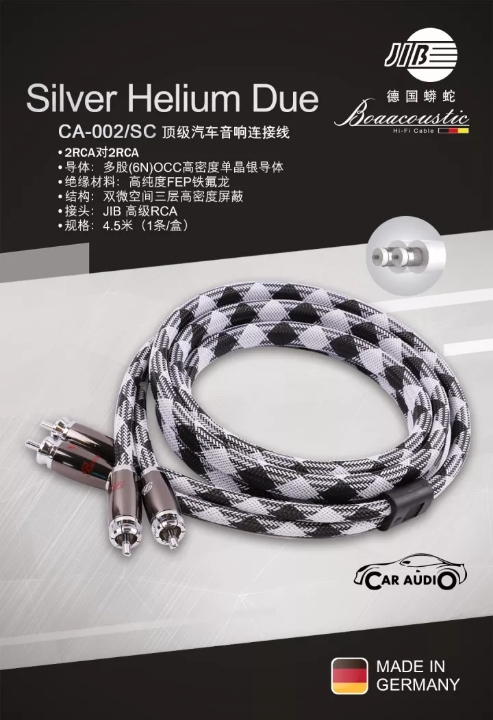 JIB
德国蟒蛇
Boaacoustic
Hi-Fi Cable
Silver Helium Due
CA-002/SC 顶级汽车音响连接线
• 2RCA对2RCA
• 导体：多股(6N)OCC高密度单晶银导体
• 绝缘材料：高纯度FEP铁氟龙
• 结构：双微空间三层高密度屏蔽
• 接头：JIB 高级RCA
• 规格：4.5米（1条/盒）
CAR AUDIO
MADE IN
GERMANY